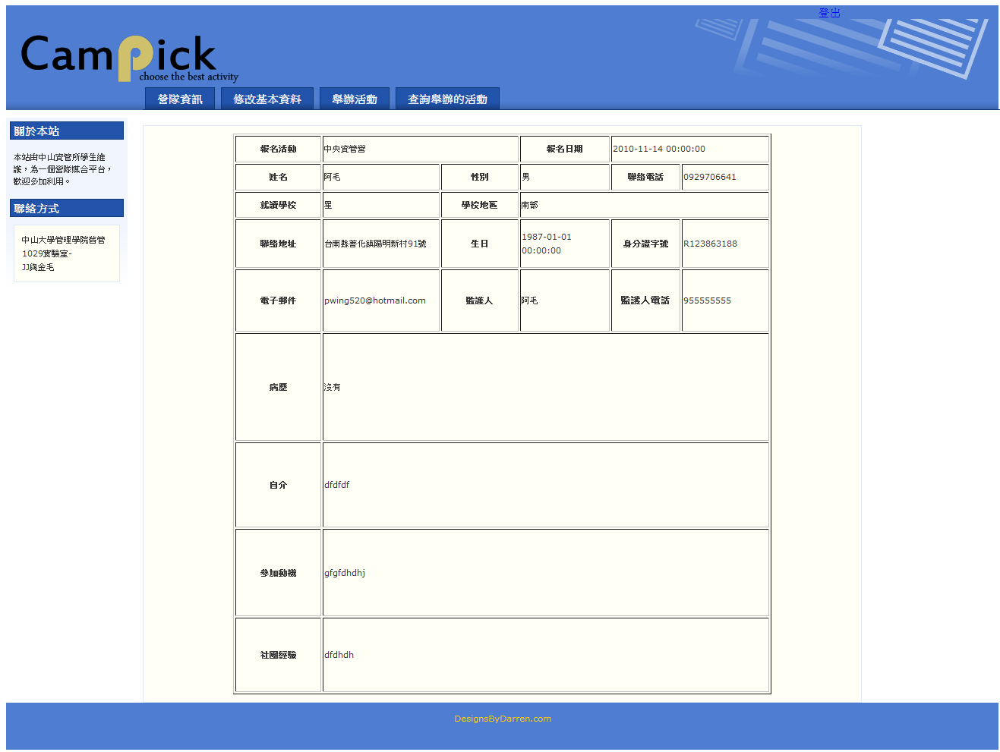 登出
Campick
choose the best activity
營隊資訊 修改基本資料 舉辦活動 查詢舉辦的活動
關於本站
本站由中山資管所學生維
護，為一個營隊媒合平台，
歡迎多加利用。
聯絡方式
中山大學管理學院舊管
1029實驗室-
JJ與金毛
報名活動 中央資管營 報名日期 2010-11-14 00:00:00
姓名 阿毛 性別 男 聯絡電話 0929706641
就讀學校 星 學校地區 南部
聯絡地址 台南縣善化鎮陽明新村91號 生日 1987-01-01
00:00:00 身分證字號 R123863188
電子郵件 pwing520@hotmail.com 監護人 阿毛 監護人電話 955555555
病歷 沒有
自介 dfdfdf
參加動機 gfgfdhdhj
社團經驗 dfdhdh
DesignsByDarren.com